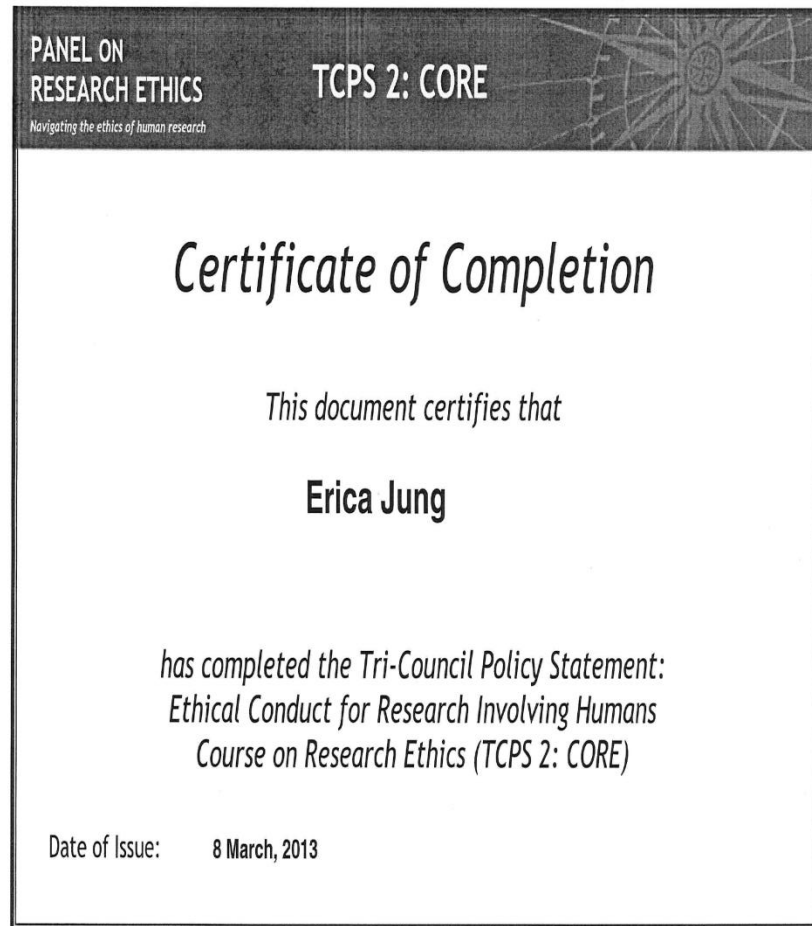 PANEL ON
RESEARCH ETHICS
Navigating the ethics of human research
TCPS 2: CORE
Certificate of Completion
This document certifies that
Erica Jung
has completed the Tri-Council Policy Statement:
Ethical Conduct for Research Involving Humans
Course on Research Ethics (TCPS 2: CORE)
Date of Issue: 8 March, 2013